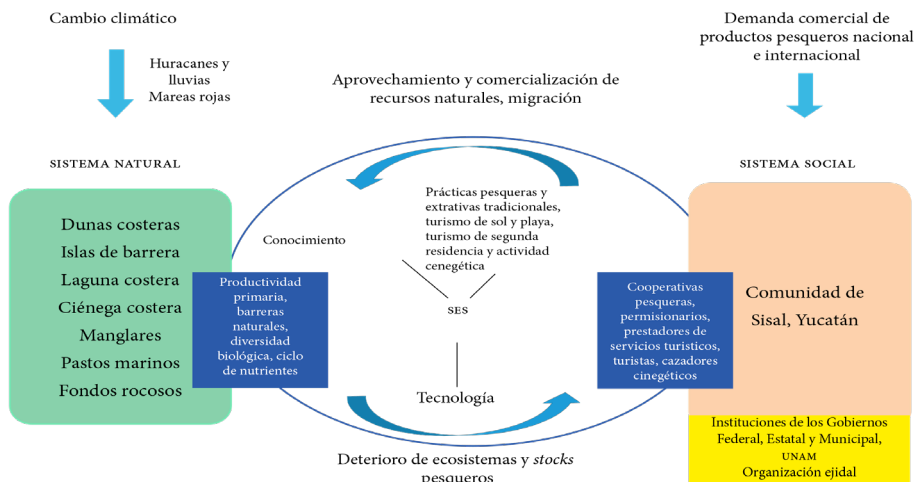 Cambio climático
Huracanes y
lluvias
Mareas rojas
Demanda comercial de
productos pesqueros nacional
e internacional
Aprovechamiento y comercialización de
recursos naturales, migración
SISTEMA NATURAL
SISTEMA SOCIAL
Dunas costeras
Islas de barrera
Laguna costera
Ciénega costera
Manglares
Pastos marinos
Fondos rocosos
Productividad
primaria,
barreras
naturales,
diversidad
biológica, ciclo
de nutrientes
Conocimiento
Prácticas pesqueras y
extrativas tradicionales,
turismo de sol y playa,
turismo de segunda
residencia y actividad
cenegética
SES
Tecnología
Cooperativas
pesqueras,
permisionarios,
prestadores de
servicios turisticos,
turistas, cazadores
cinegéticos
Comunidad de
Sisal, Yucatán
Instituciones de los Gobiernos
Federal, Estatal y Municipal,
UNAM
Organización ejidal
Deterioro de ecosistemas y stocks
pesqueros